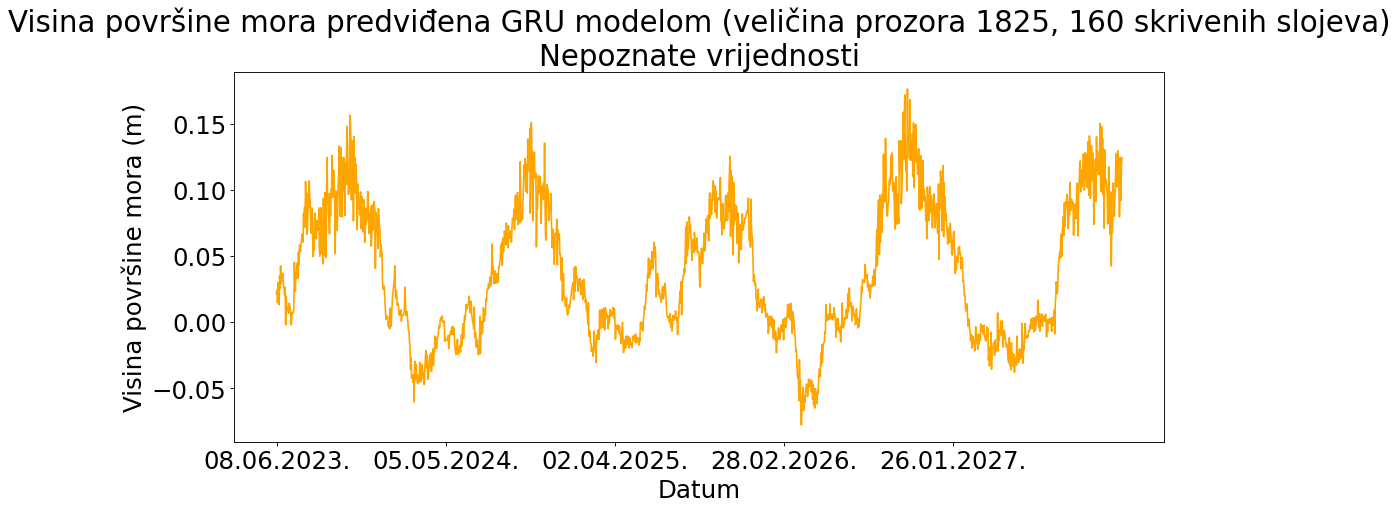 Visina površine mora predviđena GRU modelom (veličina prozora 1825, 160 skrivenih slojeva)
Nepoznate vrijednosti
Visina površine mora (m)
0.15
0.10
0.05
0.00
−0.05
08.06.2023. 05.05.2024. 02.04.2025. 28.02.2026. 26.01.2027.
Datum